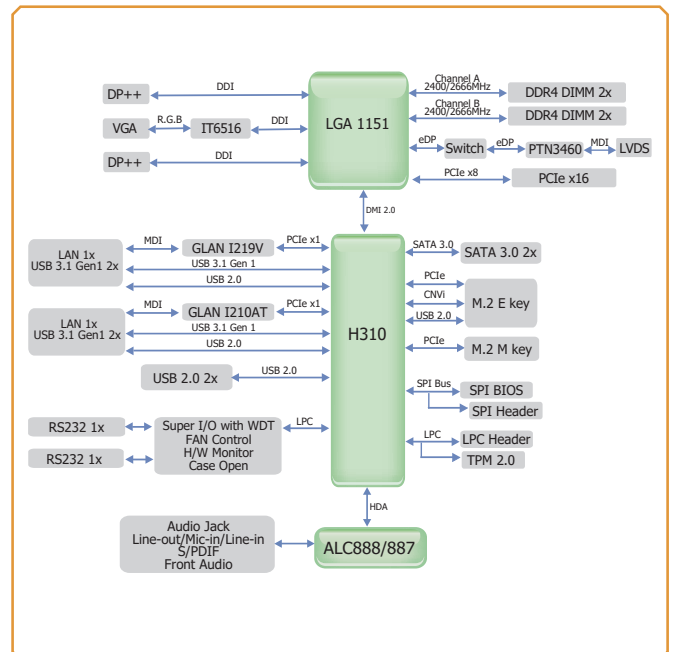 DP++
DDI
Channel A
2400/2666MHz
DDR4 DIMM 2x
VGA
R.G.B
IT6516
DDI
LGA 1151
Channel B
2400/2666MHz
DDR4 DIMM 2x
DP++
DDI
eDP
Switch
eDP
PTN3460
MDI
LVDS
PCIe x8
PCIe x16
DMI 2.0
LAN 1x
USB 3.1 Gen1 2x
MDI
GLAN I219V
PCIe x1
USB 3.1 Gen 1
USB 2.0
SATA 3.0
SATA 3.0 2x
LAN 1x
USB 3.1 Gen1 2x
MDI
GLAN I210AT
PCIe x1
USB 3.1 Gen 1
USB 2.0
H310
PCIe
CNVi
USB 2.0
M.2 E key
PCIe
M.2 M key
USB 2.0 2x
USB 2.0
SPI Bus
SPI BIOS
SPI Header
RS232 1x
RS232 1x
Super I/O with WDT
FAN Control
H/W Monitor
Case Open
LPC
LPC
LPC Header
TPM 2.0
HDA
Audio Jack
Line-out/Mic-in/Line-in
S/PDIF
Front Audio
ALC888/887